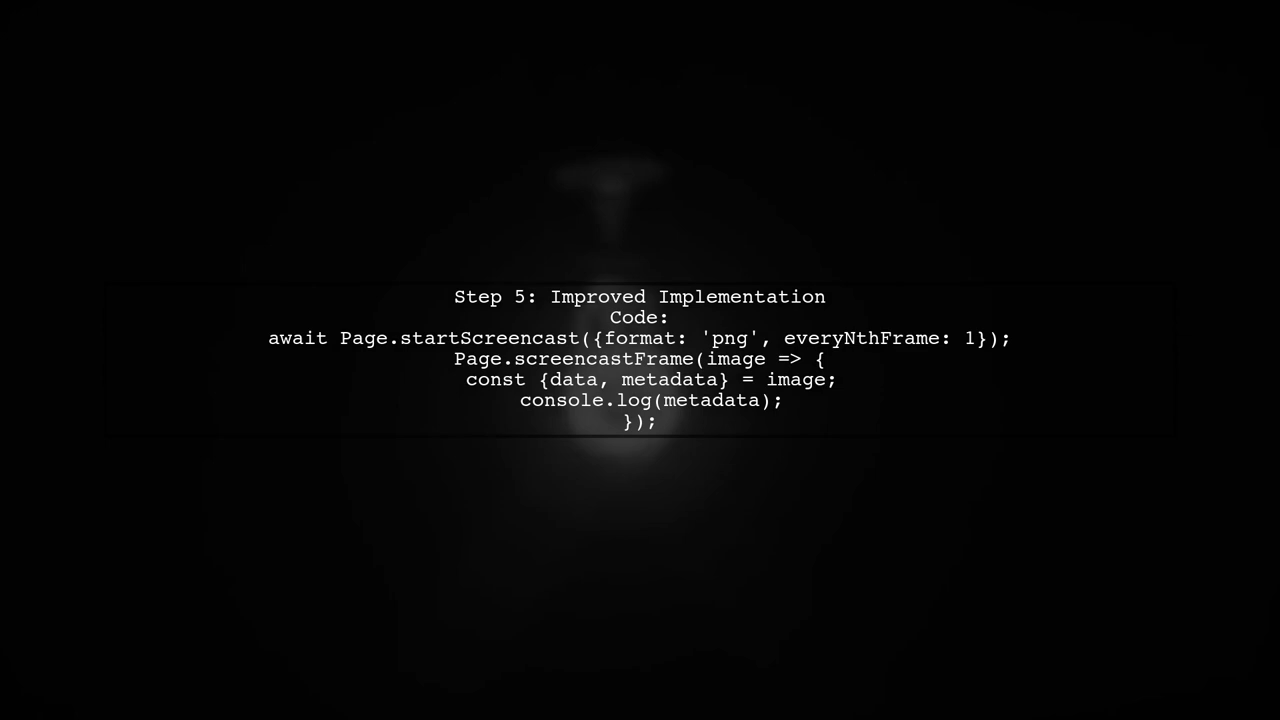 Step 5: Improved Implementation
Code:
await Page.startScreencast({format: 'png', everyNthFrame: 1});
Page.screencastFrame(image => {
const {data, metadata} = image;
console.log(metadata);
});